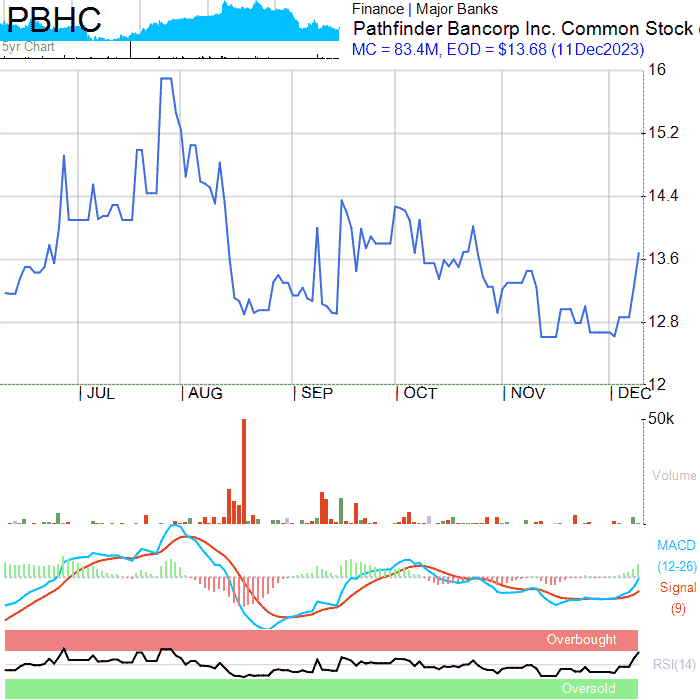 PBHC
5yr Chart
Finance | Major Banks
Pathfinder Bancorp Inc. Common Stock (
MC = 83.4M, EOD = $13.68 (11Dec2023)
16
15.2
14.4
13.6
12.8
12
JUL AUG SEP OCT NOV DEC
50k
Volume
MACD
(12-26)
Signal
(9)
Overbought
RSI(14)
Oversold